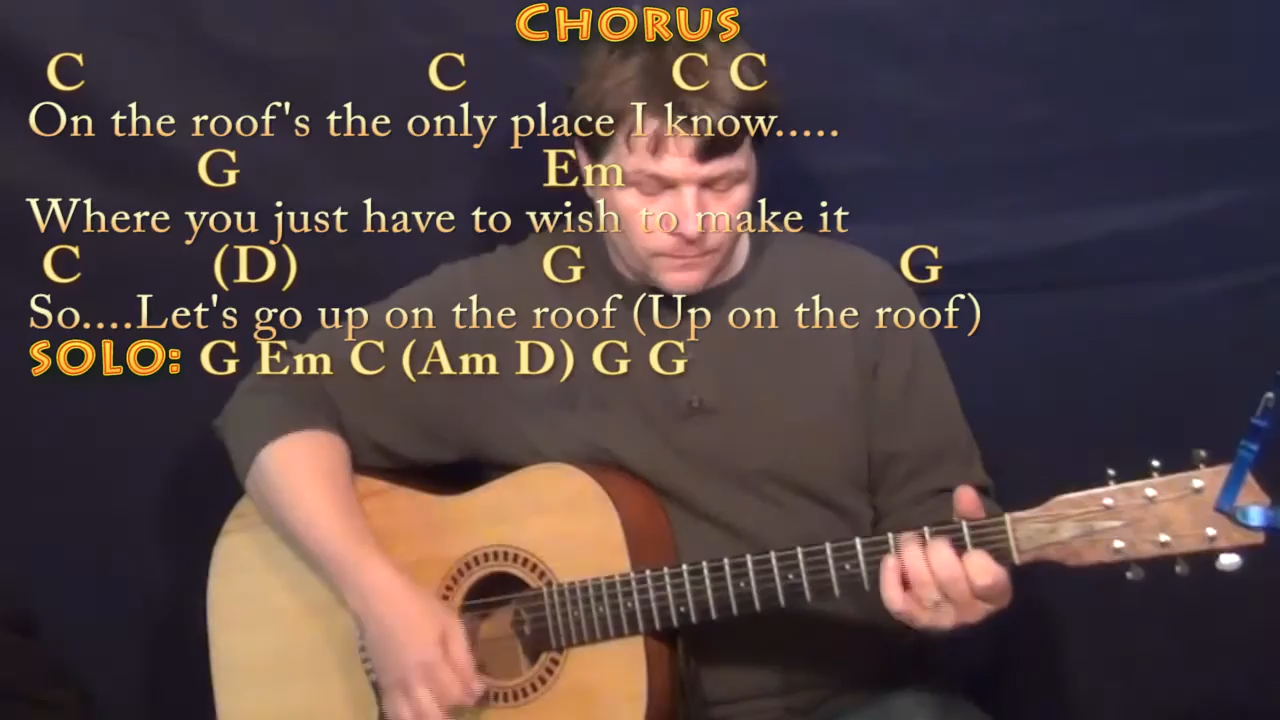 CHORUS
C C C C
On the roof's the only place I know.....
G Em
Where you just have to wish to make it
C (D) G G
So....Let's go up on the roof (Up on the roof)
SOLO: G Em C (Am D) G G